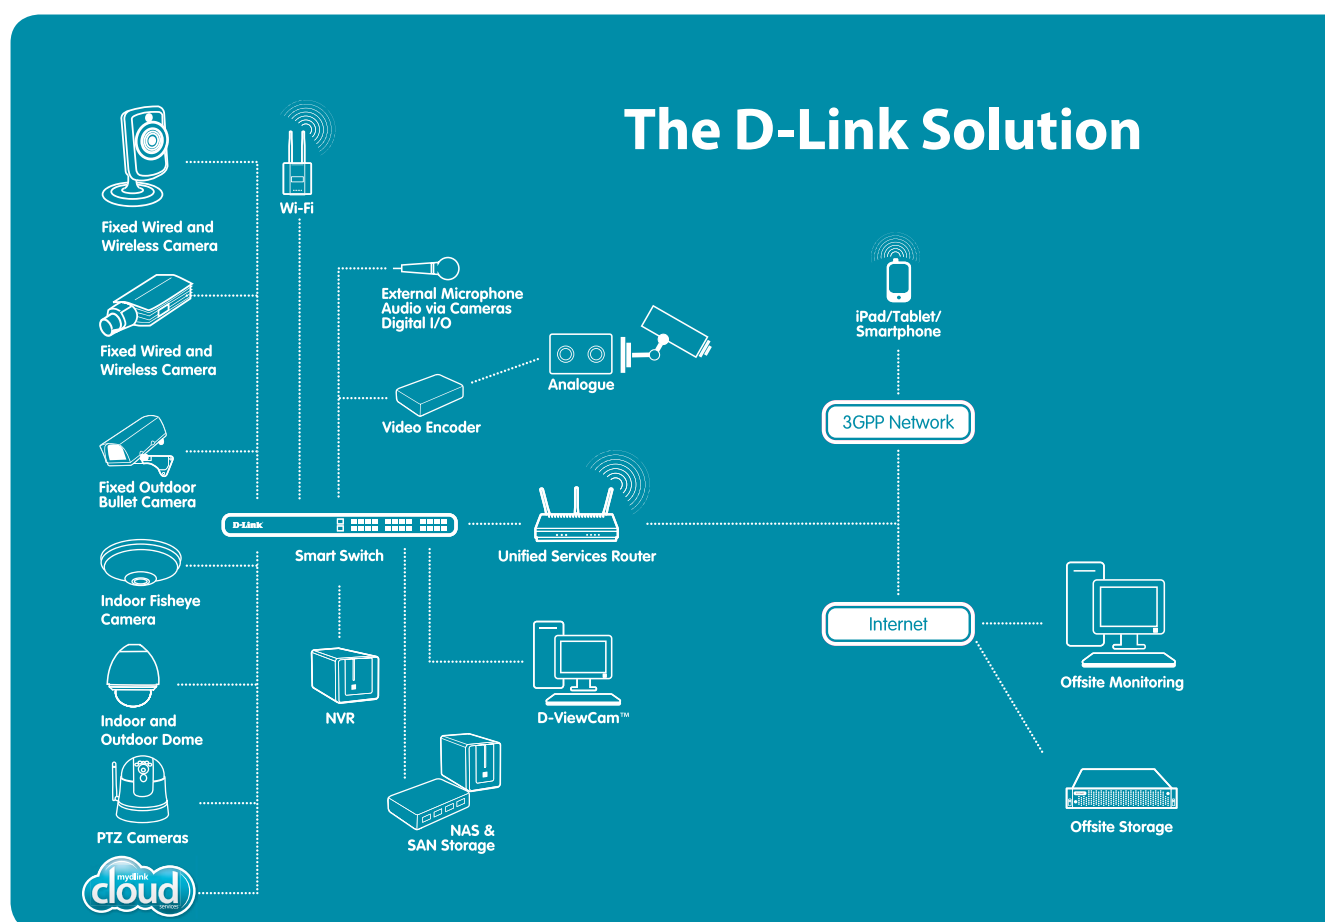 The D-Link Solution
Wi-Fi
Fixed Wired and
Wireless Camera
External Microphone
Audio via Cameras
Digital I/O
iPad/Tablet/
Smartphone
Fixed Wired and
Wireless Camera
Analogue
Video Encoder
3GPP Network
Fixed Outdoor
Bullet Camera
D-Link
Smart Switch
Unified Services Router
Indoor Fisheye
Camera
Internet
Offsite Monitoring
Indoor and
Outdoor Dome
NVR
D-ViewCam™
NAS &
SAN Storage
Offsite Storage
PTZ Cameras
mydlink
cloud
services